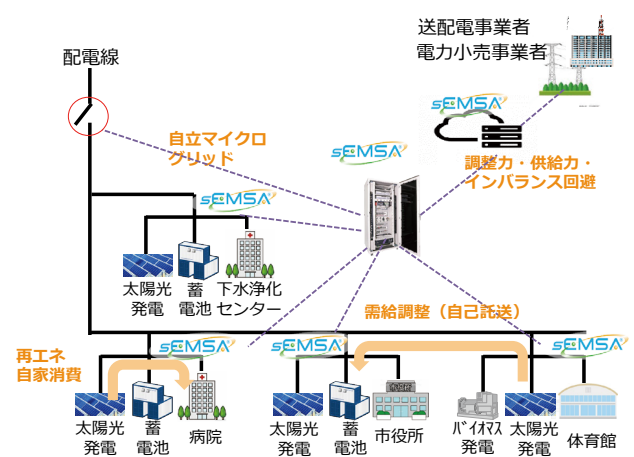 送配電事業者
電力小売事業者
配電線
sEMSA
自立マイクロ
グリッド
sEMSA
調整力・供給力・
インバランス回避
sEMSA
太陽光
発電
蓄
電池
下水浄化
センター
需給調整（自己託送）
再エネ
自家消費
sEMSA
sEMSA
sEMSA
太陽光
発電
蓄
電池
病院
太陽光
発電
蓄
電池
市役所
ﾊﾞｲｵﾏｽ
発電
太陽光
発電
体育館